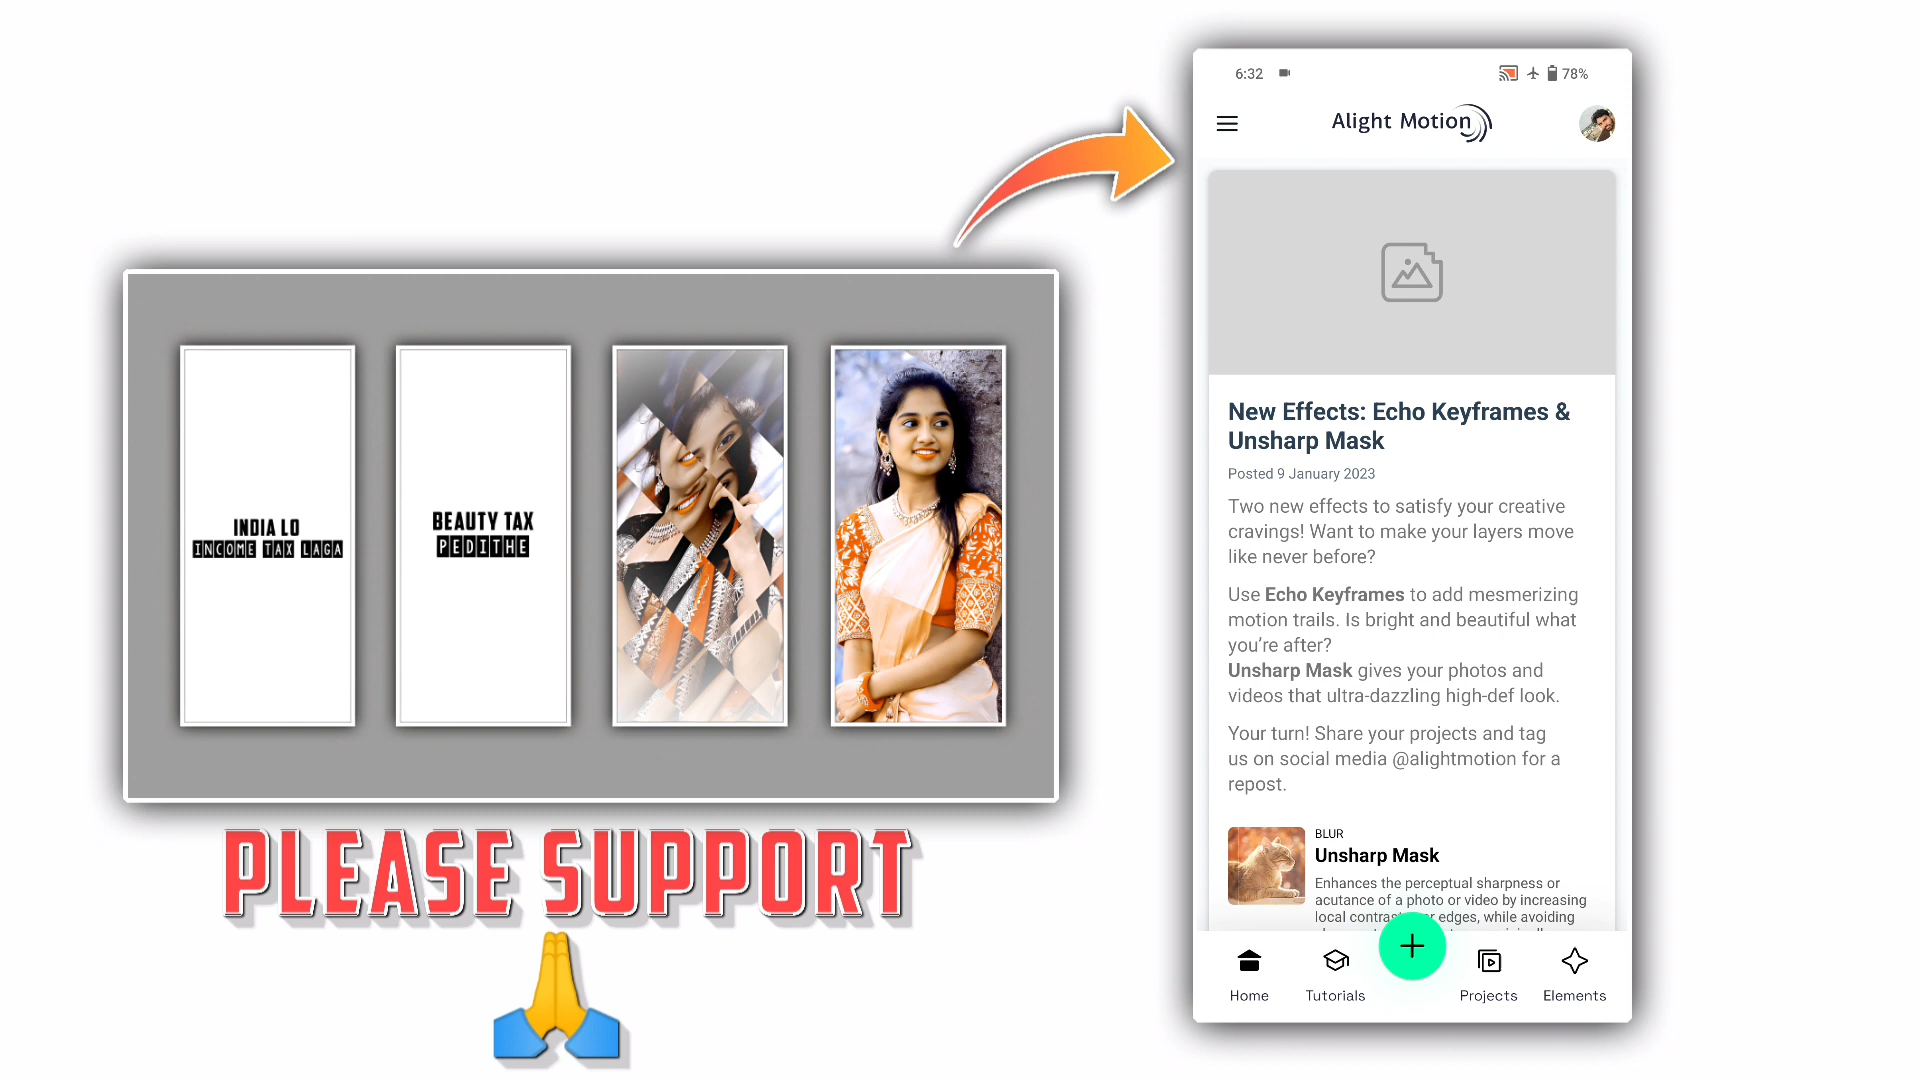 INDIA LO
INCOME TAX LAGA
BEAUTY TAX
PEDITHE
PLEASE SUPPORT
6:32
78%
Alight Motion
New Effects: Echo Keyframes &
Unsharp Mask
Posted 9 January 2023
Two new effects to satisfy your creative
cravings! Want to make your layers move
like never before?
Use Echo Keyframes to add mesmerizing
motion trails. Is bright and beautiful what
you’re after?
Unsharp Mask gives your photos and
videos that ultra-dazzling high-def look.
Your turn! Share your projects and tag
us on social media @alightmotion for a
repost.
BLUR
Unsharp Mask
Enhances the perceptual sharpness or
acutance of a photo or video by increasing
local edges, while avoiding
Home
Tutorials
Projects
Elements